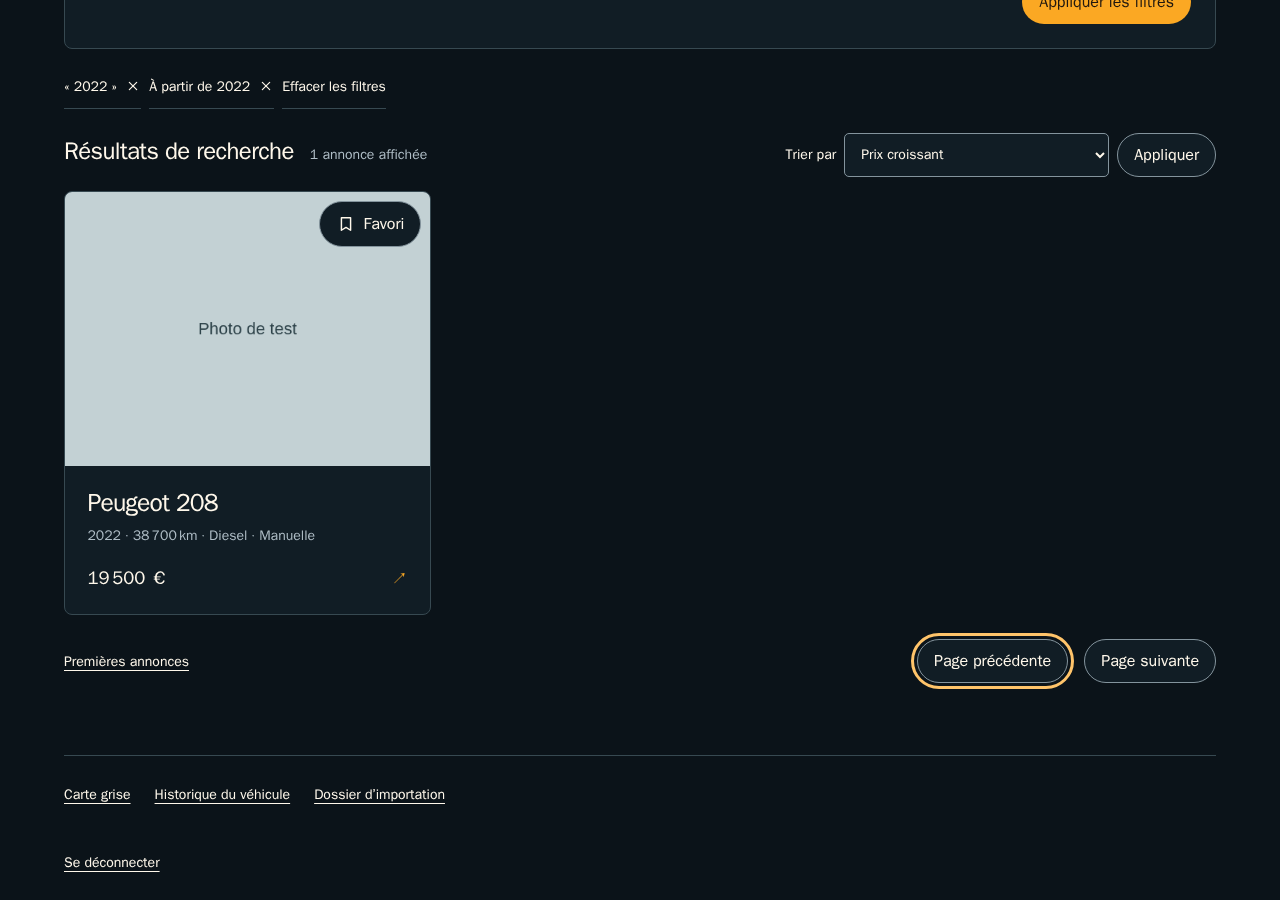 Appliquer les filtres
« 2022 » × À partir de 2022 × Effacer les filtres
Résultats de recherche 1 annonce affichée Trier par Prix croissant Appliquer
Favori
Photo de test
Peugeot 208
2022 · 38 700 km · Diesel · Manuelle
19 500 €
Premières annonces Page précédente Page suivante
Carte grise Historique du véhicule Dossier d’importation
Se déconnecter